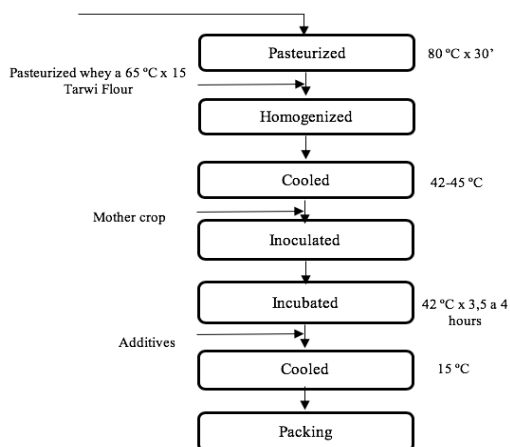 Pasteurized
80 ºC x 30’
Pasteurized whey a 65 ºC x 15
Tarwi Flour
Homogenized
Cooled
42-45 ºC
Mother crop
Inoculated
Incubated
42 ºC x 3,5 a 4
hours
Additives
Cooled
15 ºC
Packing